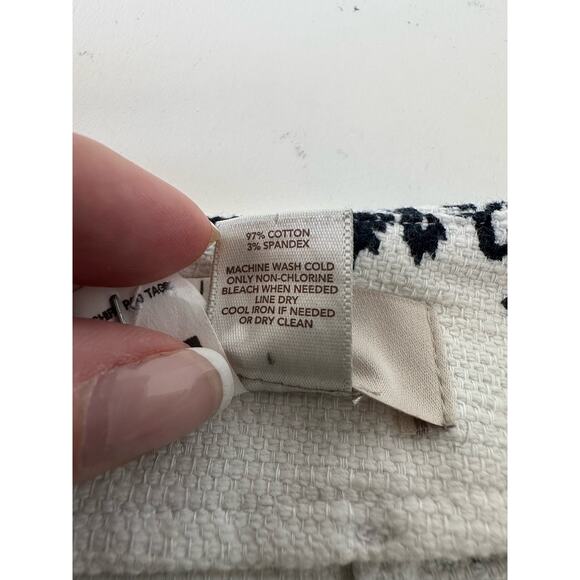 97% COTTON
3% SPANDEX
MACHINE WASH COLD
ONLY NON-CHLORINE
BLEACH WHEN NEEDED
LINE DRY
COOL IRON IF NEEDED
OR DRY CLEAN